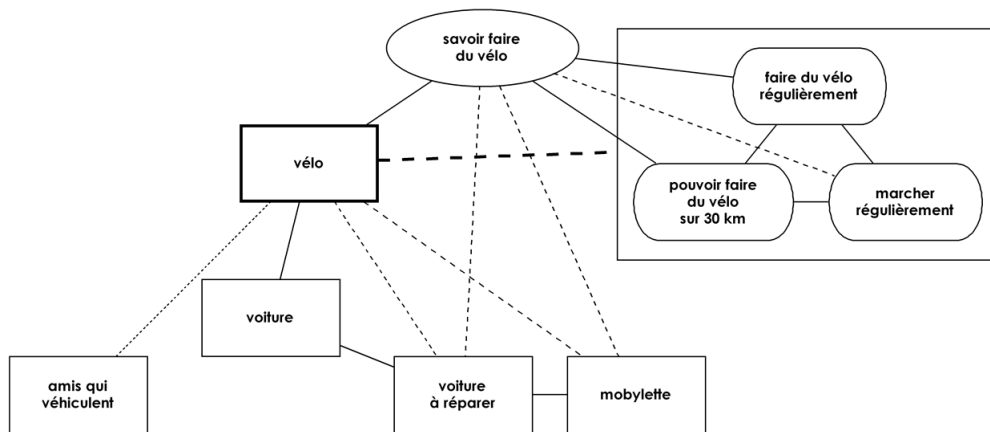 savoir faire
du vélo
faire du vélo
régulièrement
vélo
pouvoir faire
du vélo
sur 30 km
marcher
régulièrement
voiture
amis qui
véhiculent
voiture
à réparer
mobylette